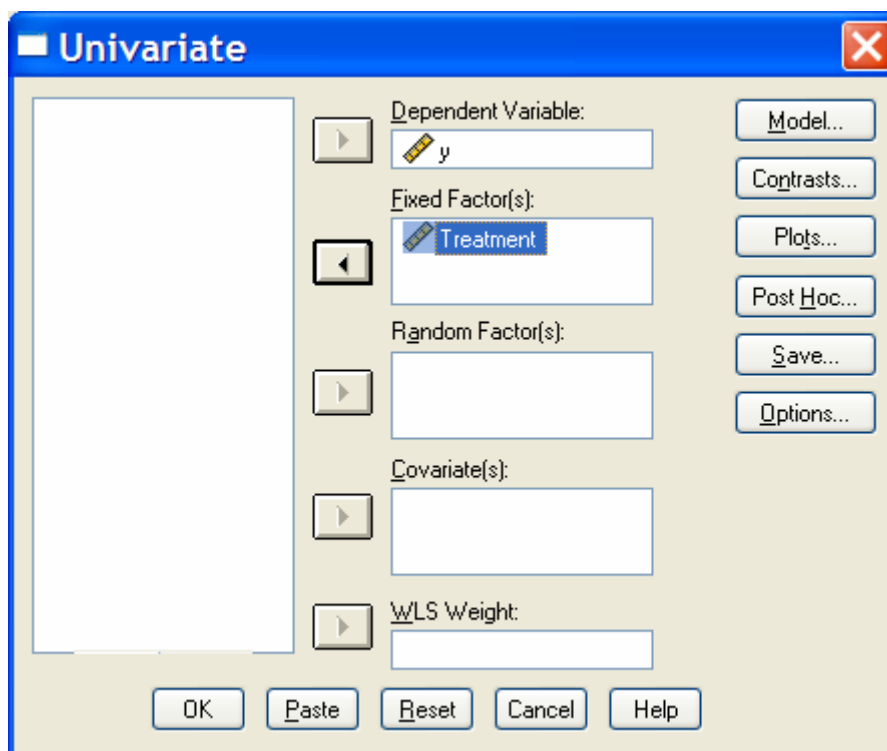 Univariate
Dependent Variable:
y
Fixed Factor(s):
Treatment
Random Factor(s):
Covariate(s):
WLS Weight:
Model...
Contrasts...
Plots...
Post Hoc...
Save...
Options...
OK Paste Reset Cancel Help